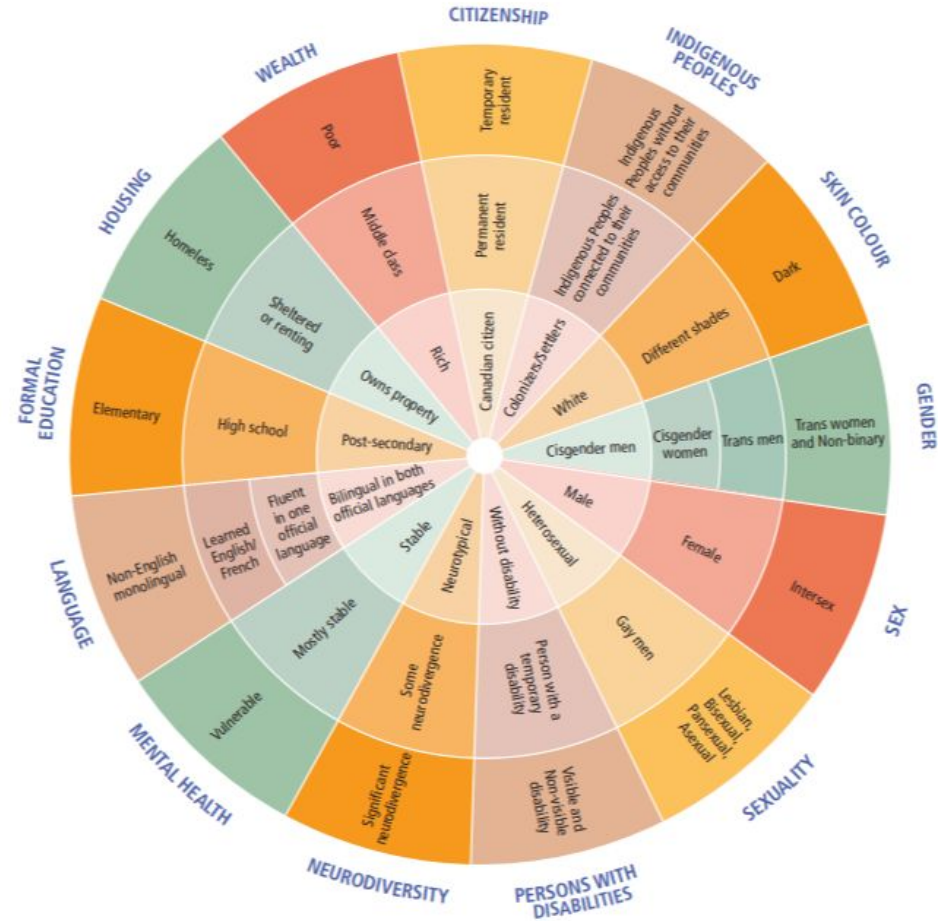 CITIZENSHIP
Temporary
resident
Permanent
resident
Canadian citizen
INDIGENOUS
PEOPLES
Indigenous
Peoples without
access to their
communities
Indigenous Peoples
connected to their
communities
Colonizers/Settlers
SKIN COLOUR
Dark
Different shades
White
GENDER
Trans women
and Non-binary
Trans men
Cisgender
women
Cisgender men
SEX
Intersex
Female
Male
SEXUALITY
Lesbian,
Bisexual,
Pansexual,
Asexual
Gay men
Heterosexual
PERSONS WITH
DISABILITIES
Visible and
Non-visible
disability
Person with a
temporary
disability
Without disability
NEURODIVERSITY
Significant
neurodivergence
Some
neurodivergence
Neurotypical
MENTAL HEALTH
Vulnerable
Mostly stable
Stable
LANGUAGE
Non-English
monolingual
Learned
English/
French
Fluent
in one
official
language
Bilingual in both
official languages
FORMAL
EDUCATION
Elementary
High school
Post-secondary
HOUSING
Homeless
Sheltered
or renting
Owns property
WEALTH
Poor
Middle class
Rich